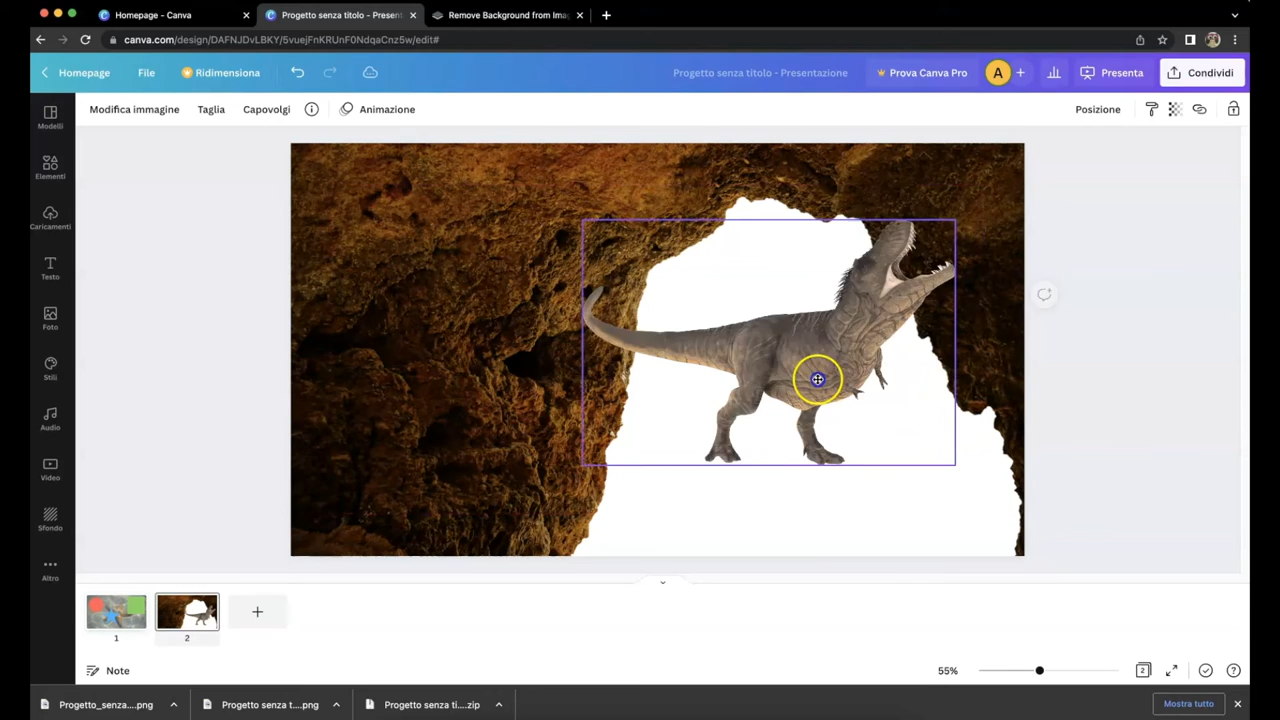 Homepage - Canva
Progetto senza titolo - Present
Remove Background from Imag
canva.com/design/DAFNJDvLBKY/5vuejFnKRUnF0NdqaCnz5w/edit#
Homepage
File
Ridimensiona
Progetto senza titolo - Presentazione
Prova Canva Pro
A
Presenta
Condividi
Modifica immagine
Taglia
Capovolgi
Animazione
Posizione
Modelli
Elementi
Caricamenti
Testo
Foto
Stili
Audio
Video
Sfondo
Altro
1
2
Note
55%
2
Progetto_senza....png
Progetto senza t....png
Progetto senza ti....zip
Mostra tutto